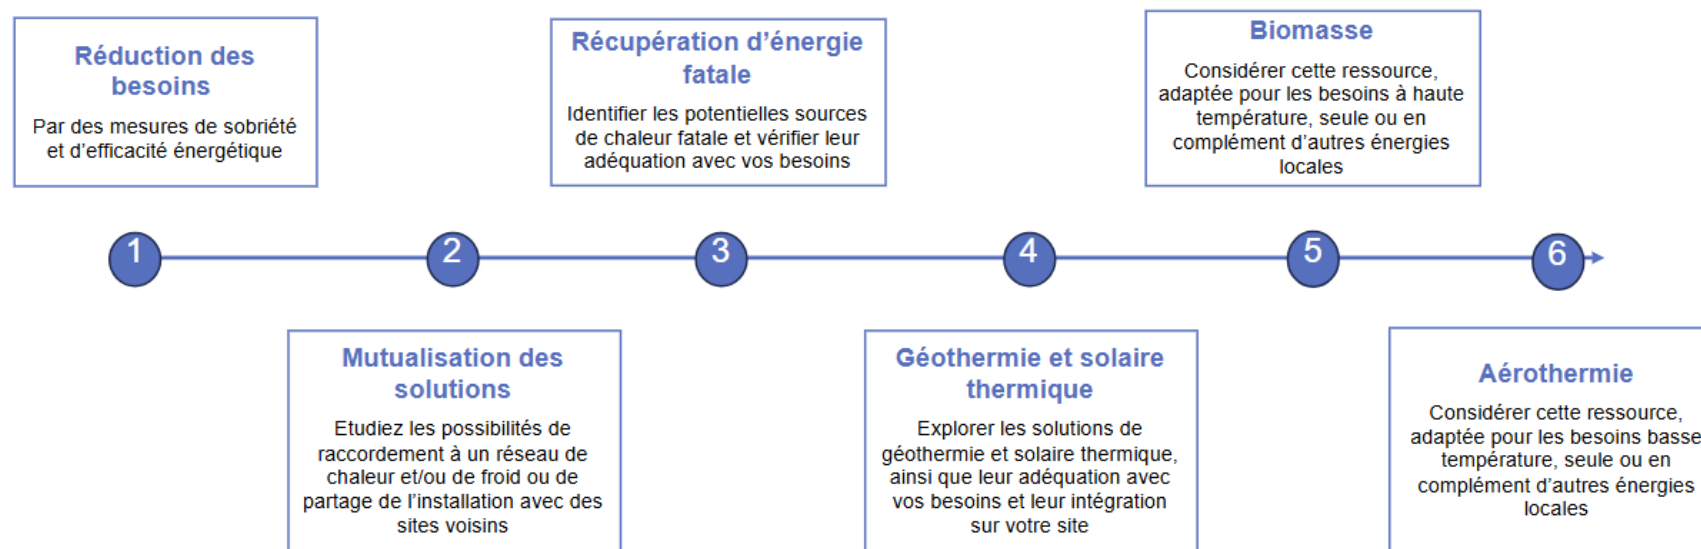 Réduction des
besoins
Par des mesures de sobriété
et d'efficacité énergétique
Récupération d'énergie
fatale
Identifier les potentielles sources
de chaleur fatale et vérifier leur
adéquation avec vos besoins
Biomasse
Considérer cette ressource,
adaptée pour les besoins à haute
température, seule ou en
complément d'autres énergies
locales
1
2
3
4
5
6
Mutualisation des
solutions
Etudiez les possibilités de
raccordement à un réseau de
chaleur et/ou de froid ou de
partage de l'installation avec des
sites voisins
Géothermie et solaire
thermique
Explorer les solutions de
géothermie et solaire thermique,
ainsi que leur adéquation avec
vos besoins et leur intégration
sur votre site
Aérothermie
Considérer cette ressource,
adaptée pour les besoins basse
température, seule ou en
complément d'autres énergies
locales